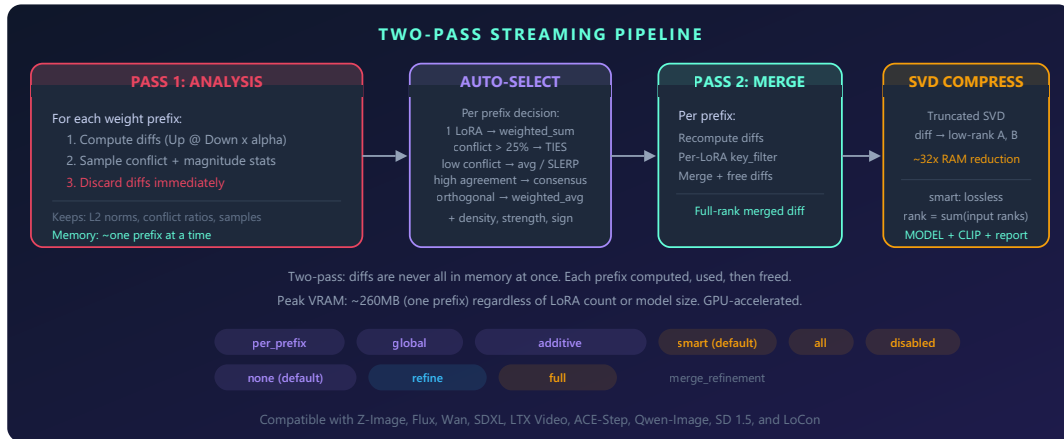 TWO-PASS STREAMING PIPELINE
PASS 1: ANALYSIS
For each weight prefix:
1. Compute diffs (Up @ Down x alpha)
2. Sample conflict + magnitude stats
3. Discard diffs immediately
Keeps: L2 norms, conflict ratios, samples
Memory: ~one prefix at a time
AUTO-SELECT
Per prefix decision:
1 LoRA → weighted_sum
conflict > 25% → TIES
low conflict → avg / SLERP
high agreement → consensus
orthogonal → weighted_avg
+ density, strength, sign
PASS 2: MERGE
Per prefix:
Recompute diffs
Per-LoRA key_filter
Merge + free diffs
Full-rank merged diff
SVD COMPRESS
Truncated SVD
diff → low-rank A, B
~32x RAM reduction
smart: lossless
rank = sum(input ranks)
MODEL + CLIP + report
Two-pass: diffs are never all in memory at once. Each prefix computed, used, then freed.
Peak VRAM: ~260MB (one prefix) regardless of LoRA count or model size. GPU-accelerated.
per_prefix global additive smart (default) all disabled
none (default) refine full merge_refinement
Compatible with Z-Image, Flux, Wan, SDXL, LTX Video, ACE-Step, Qwen-Image, SD 1.5, and LoCon